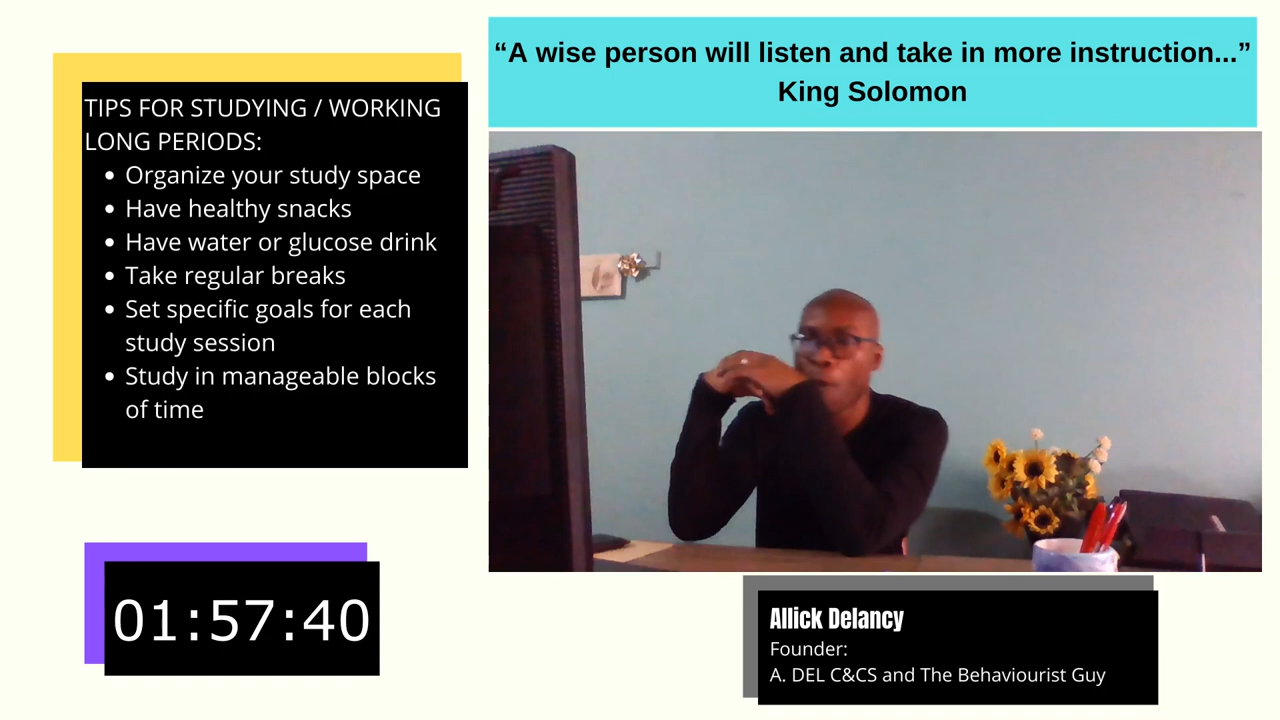 “A wise person will listen and take in more instruction...”
King Solomon
TIPS FOR STUDYING / WORKING
LONG PERIODS:
• Organize your study space
• Have healthy snacks
• Have water or glucose drink
• Take regular breaks
• Set specific goals for each
study session
• Study in manageable blocks
of time
01:57:40
Allick Delancy
Founder:
A. DEL C&CS and The Behaviourist Guy